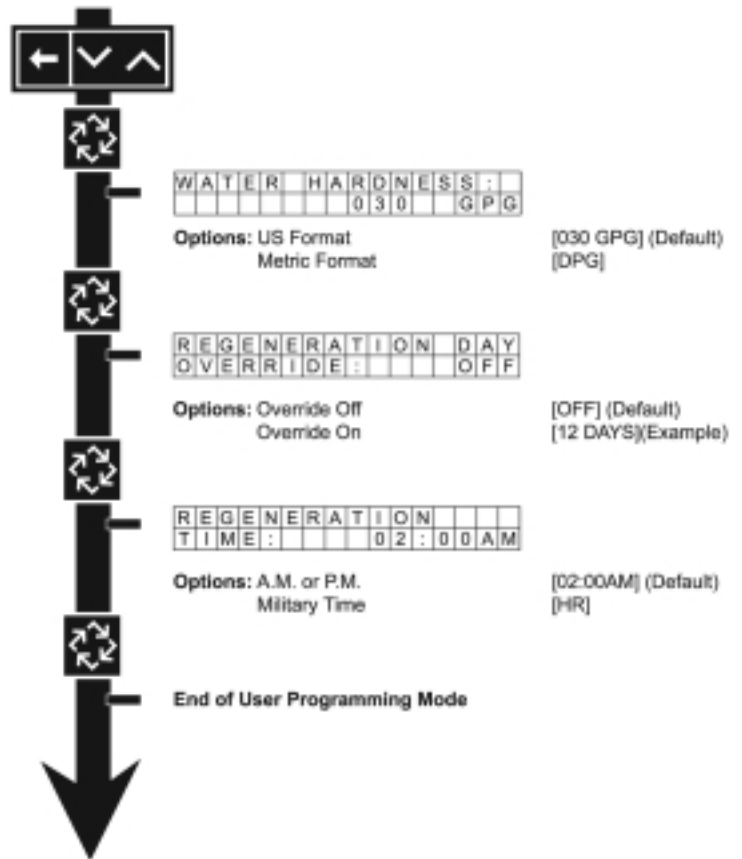 WATER HARDNESS:
030 GPG
Options: US Format [030 GPG] (Default)
Metric Format [DPG]
REGENERATION DAY
OVERRIDE: OFF
Options: Override Off [OFF] (Default)
Override On [12 DAYS](Example)
REGENERATION
TIME: 02:00AM
Options: A.M. or P.M. [02:00AM] (Default)
Military Time [HR]
End of User Programming Mode